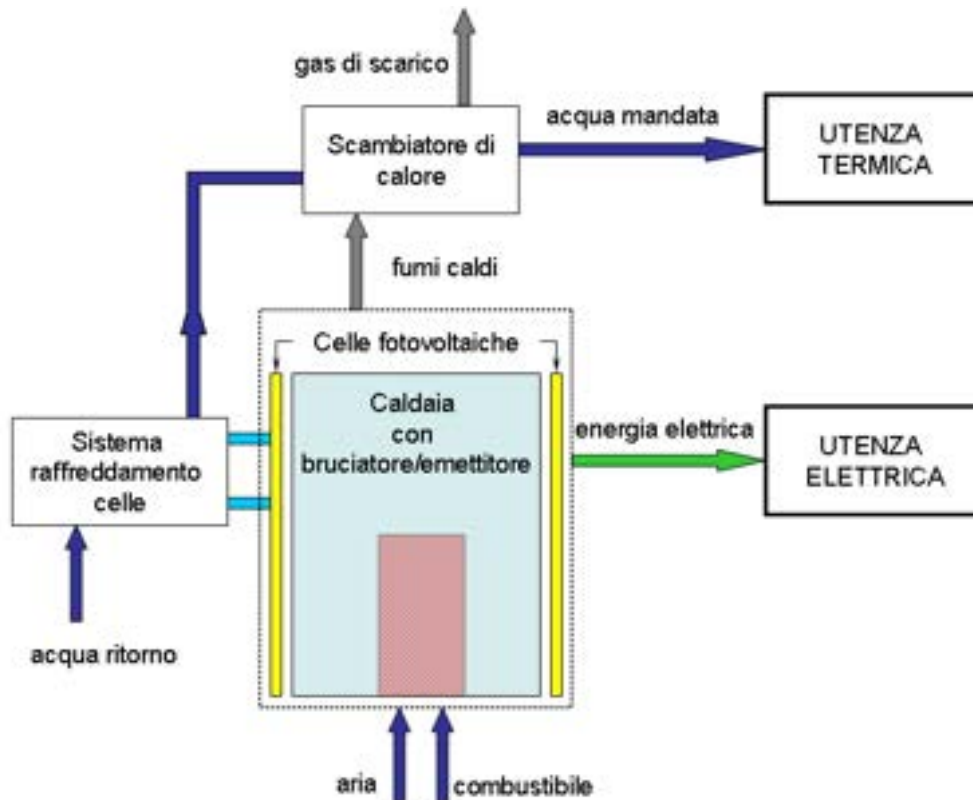 gas di scarico
acqua mandata
Scambiatore di
calore
UTENZA
TERMICA
fumi caldi
Celle fotovoltaiche
Caldaia
con
bruciatore/emettitore
energia elettrica
UTENZA
ELETTRICA
Sistema
raffreddamento
celle
acqua ritorno
aria
combustibile